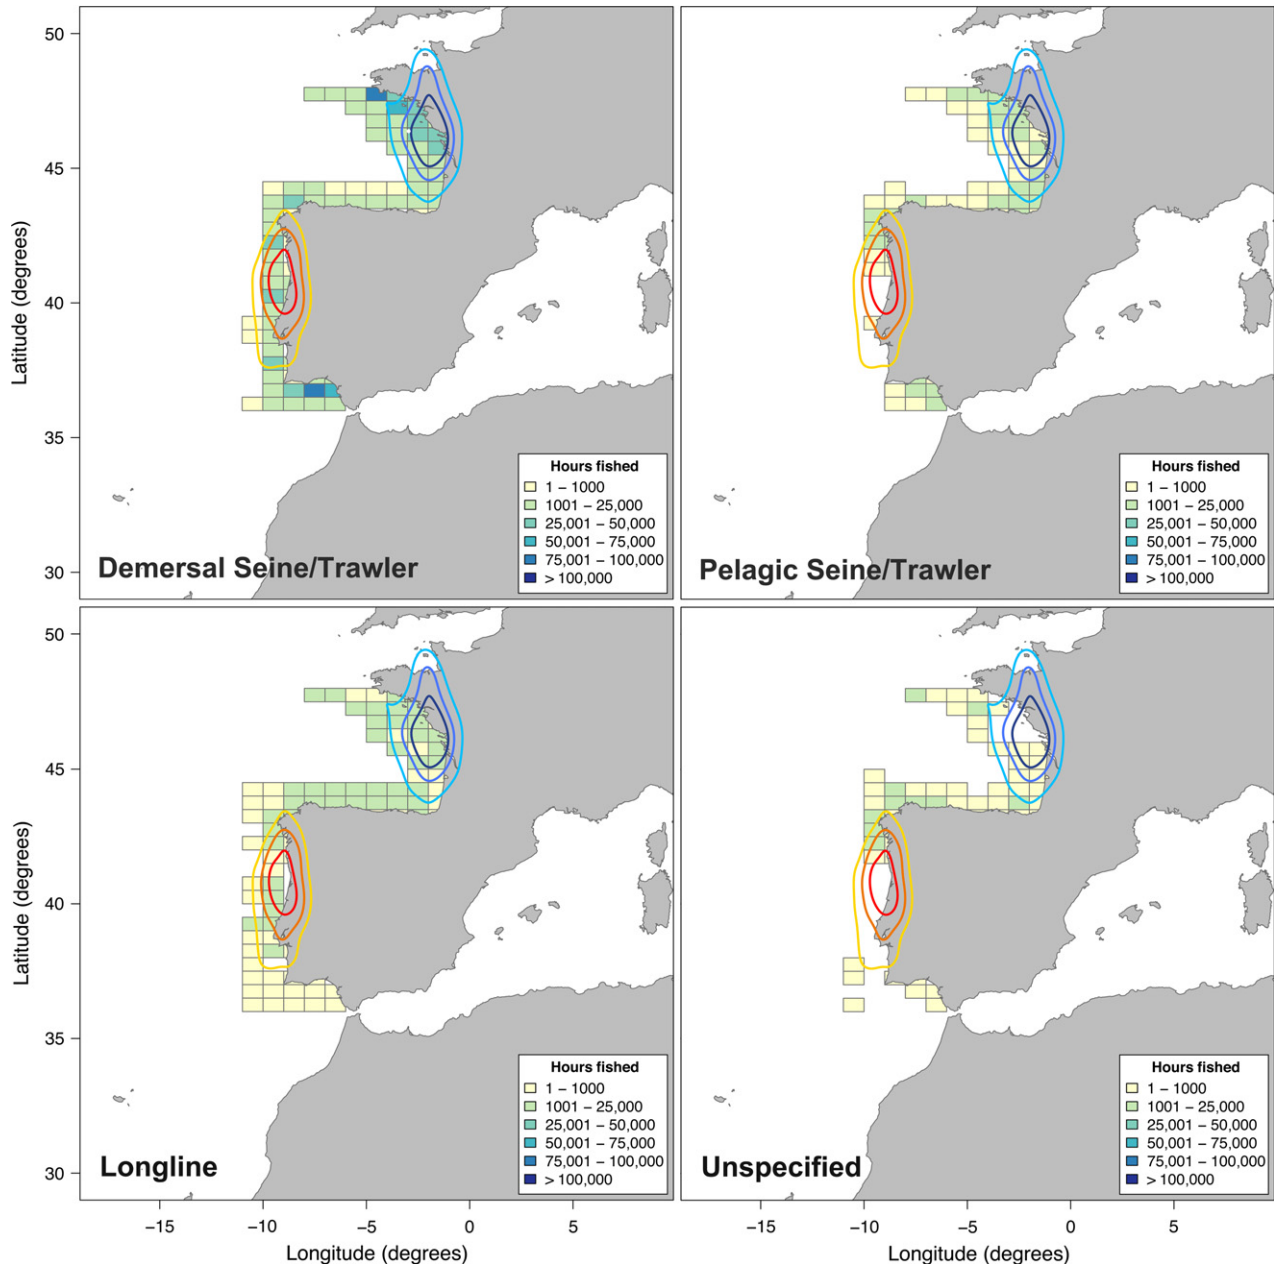 50
45
40
35
30
Latitude (degrees)
Hours fished
1 – 1000
1001 – 25,000
25,001 – 50,000
50,001 – 75,000
75,001 – 100,000
> 100,000
Demersal Seine/Trawler
Hours fished
1 – 1000
1001 – 25,000
25,001 – 50,000
50,001 – 75,000
75,001 – 100,000
> 100,000
Pelagic Seine/Trawler
50
45
40
35
30
Latitude (degrees)
Hours fished
1 – 1000
1001 – 25,000
25,001 – 50,000
50,001 – 75,000
75,001 – 100,000
> 100,000
Longline
Hours fished
1 – 1000
1001 – 25,000
25,001 – 50,000
50,001 – 75,000
75,001 – 100,000
> 100,000
Unspecified
−15 −10 −5 0 5
Longitude (degrees)
−15 −10 −5 0 5
Longitude (degrees)